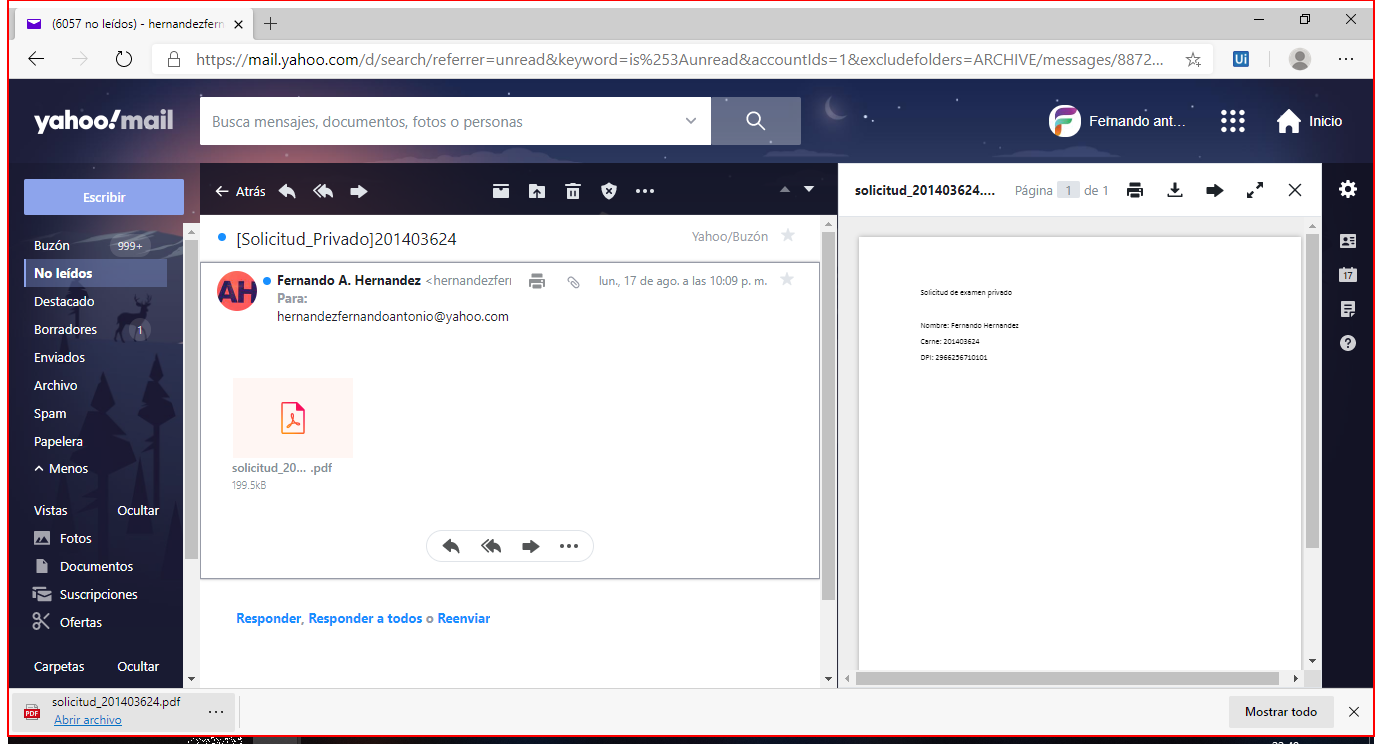 (6057 no leídos) - hernandezfern
https://mail.yahoo.com/d/search/referrer=unread&keyword=is%253Aunread&accountIds=1&excludefolders=ARCHIVE/messages/8872...
Ui
yahoo!mail
Busca mensajes, documentos, fotos o personas
Fernando ant...
Inicio
Escribir
Buzón 999+
No leídos
Destacado
Borradores 1
Enviados
Archivo
Spam
Papelera
Menos
Vistas Ocultar
Fotos
Documentos
Suscripciones
Ofertas
Carpetas Ocultar
Atrás
[Solicitud_Privado]201403624
Yahoo/Buzón
AH
Fernando A. Hernandez <hernandezferi
lun., 17 de ago. a las 10:09 p. m.
Para:
hernandezfernandoantonio@yahoo.com
solicitud_20... .pdf
199.5kB
Responder, Responder a todos o Reenviar
solicitud_201403624....
Página 1 de 1
17
Solicitud de examen privado
Nombre: Fernando Hernandez
Carne: 201403624
DPI: 2966256710101
PDF
solicitud_201403624.pdf
Abrir archivo
Mostrar todo